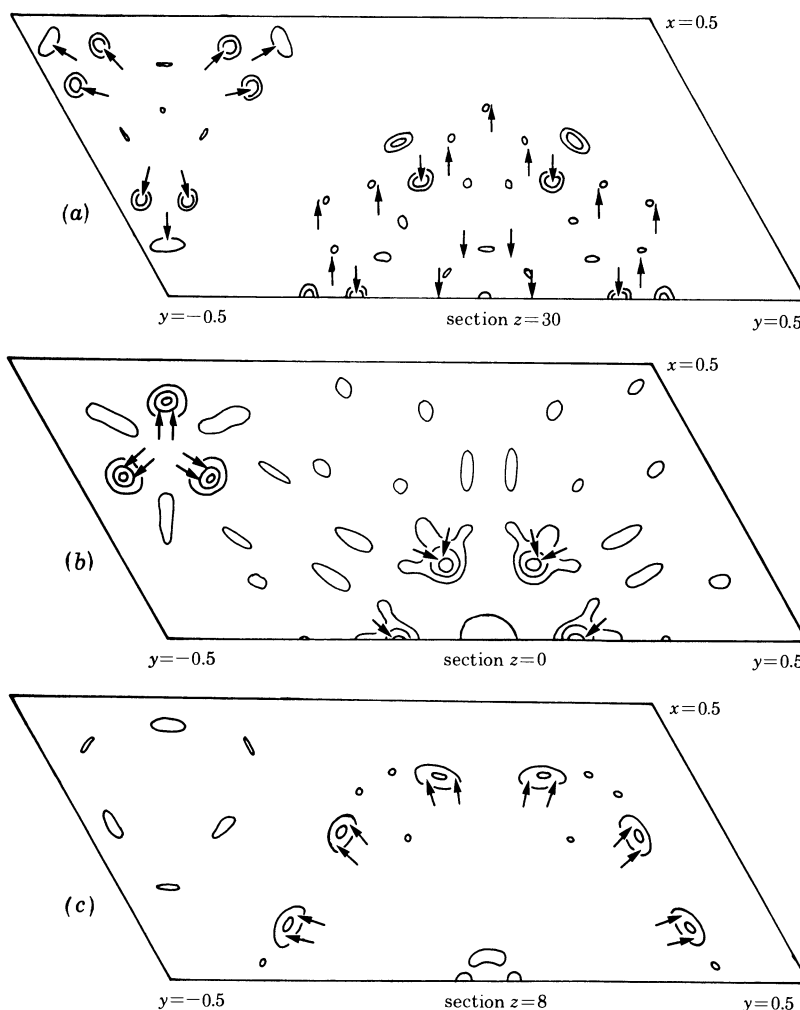 x=0.5
(a)
y=−0.5
section z=30
y=0.5
x=0.5
(b)
y=−0.5
section z=0
y=0.5
x=0.5
(c)
y=−0.5
section z=8
y=0.5